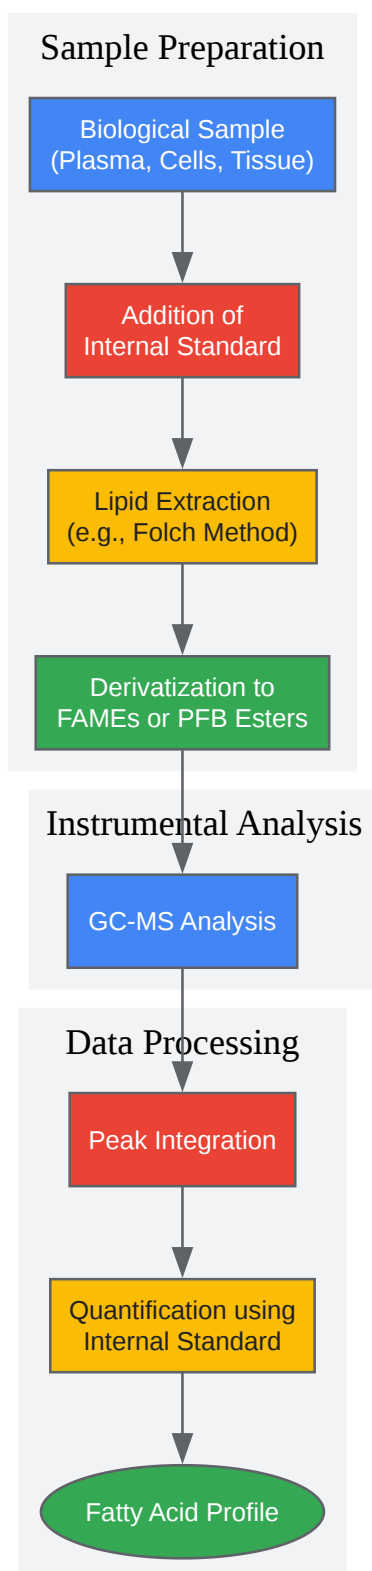 Sample Preparation
Biological Sample
(Plasma, Cells, Tissue)
Addition of
Internal Standard
Lipid Extraction
(e.g., Folch Method)
Derivatization to
FAMEs or PFB Esters
Instrumental Analysis
GC-MS Analysis
Data Processing
Peak Integration
Quantification using
Internal Standard
Fatty Acid Profile